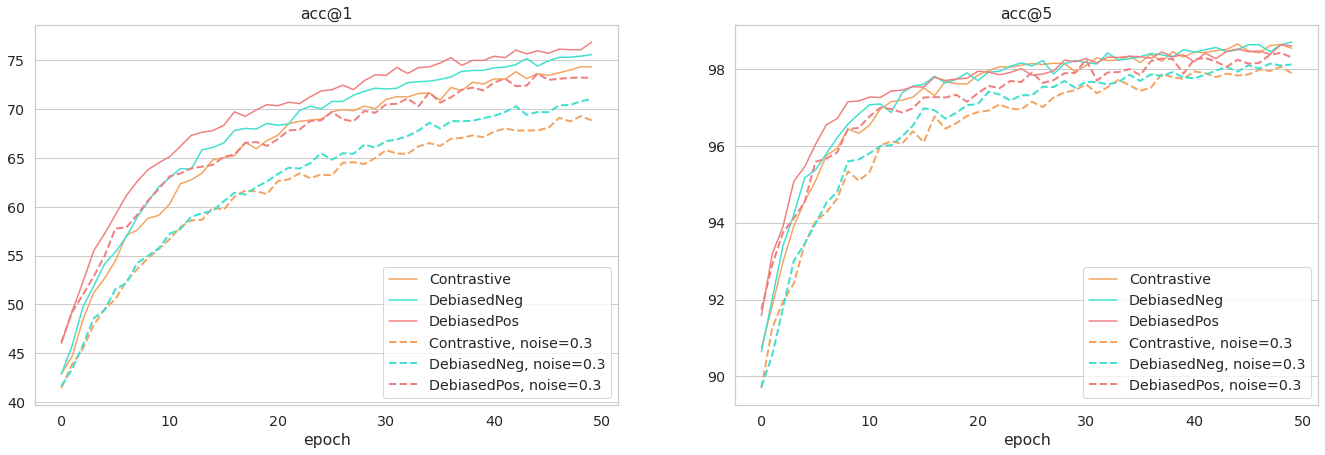 acc@1
75
70
65
60
55
50
45
40
0 10 20 30 40 50
epoch
Contrastive
DebiasedNeg
DebiasedPos
Contrastive, noise=0.3
DebiasedNeg, noise=0.3
DebiasedPos, noise=0.3
acc@5
98
96
94
92
90
0 10 20 30 40 50
epoch
Contrastive
DebiasedNeg
DebiasedPos
Contrastive, noise=0.3
DebiasedNeg, noise=0.3
DebiasedPos, noise=0.3